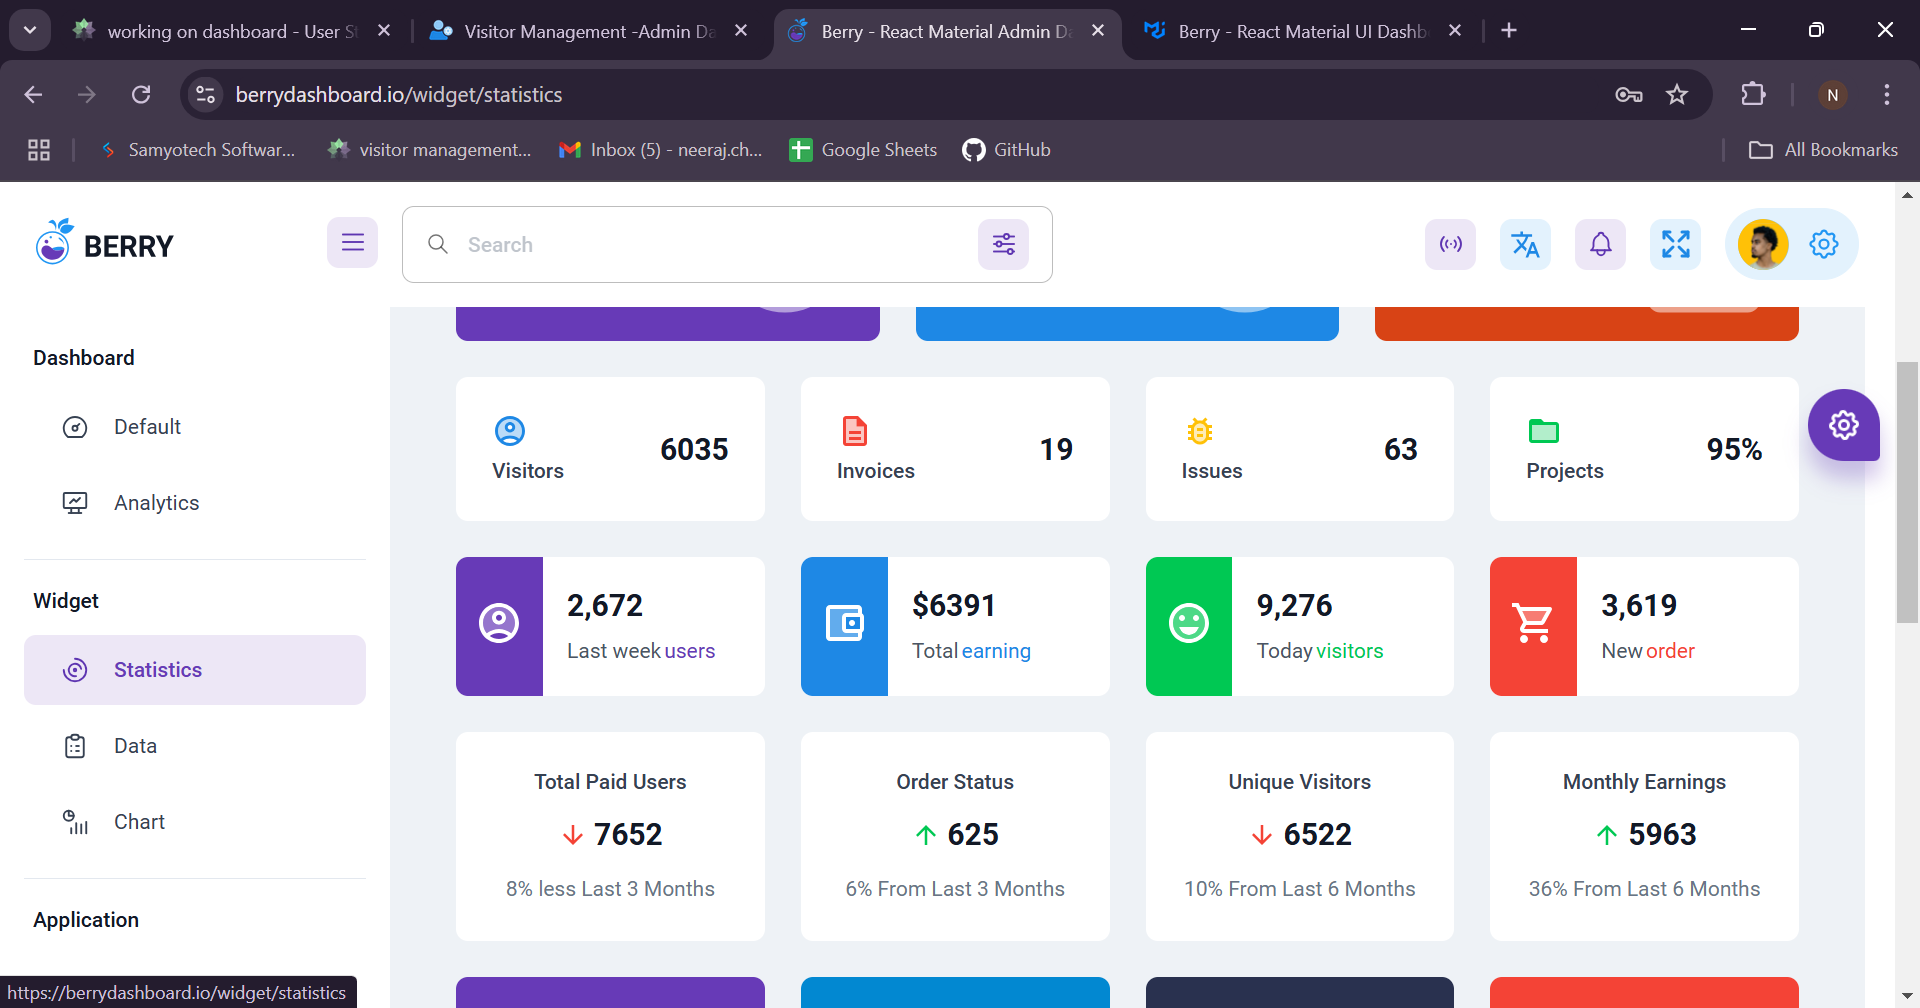 working on dashboard - User St
Visitor Management -Admin Da
Berry - React Material Admin Da
Berry - React Material UI Dashb
berrydashboard.io/widget/statistics
N
Samyotech Softwar...
visitor management...
Inbox (5) - neeraj.ch...
Google Sheets
GitHub
All Bookmarks
BERRY
Search
Dashboard
Default
Analytics
Widget
Statistics
Data
Chart
Application
Visitors
6035
Invoices
19
Issues
63
Projects
95%
2,672
Last week users
$6391
Total earning
9,276
Today visitors
3,619
New order
Total Paid Users
7652
8% less Last 3 Months
Order Status
625
6% From Last 3 Months
Unique Visitors
6522
10% From Last 6 Months
Monthly Earnings
5963
36% From Last 6 Months
https://berrydashboard.io/widget/statistics